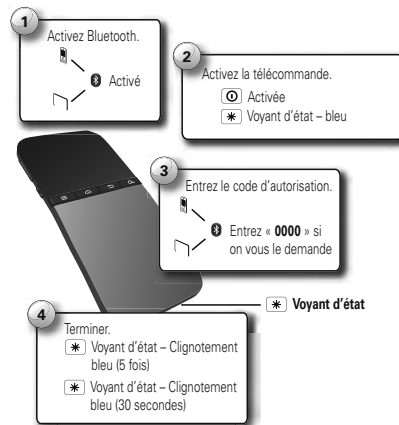 1
Activez Bluetooth.
Activé
2
Activez la télécommande.
Activée
Voyant d'état – bleu
3
Entrez le code d'autorisation.
Entrez « 0000 » si
on vous le demande
Voyant d'état
4
Terminer.
Voyant d'état – Clignotement
bleu (5 fois)
Voyant d'état – Clignotement
bleu (30 secondes)